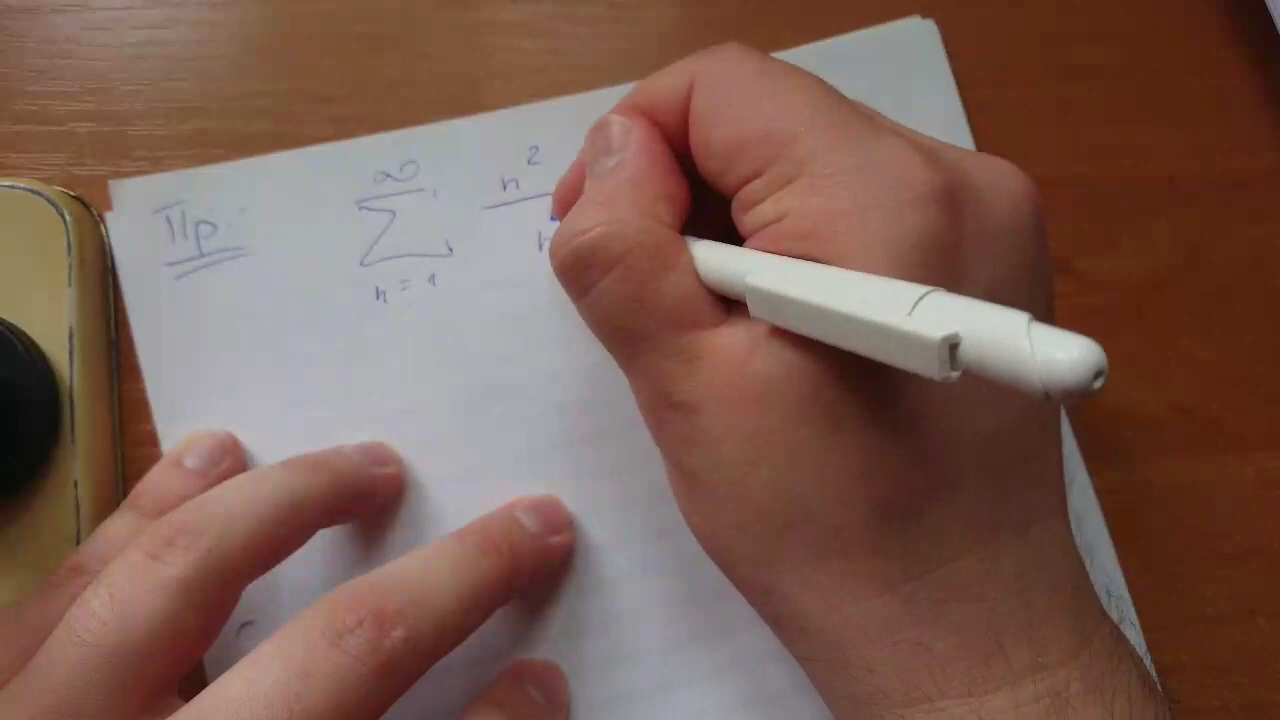 Пр.
∞
∑ n²
n
n = 1